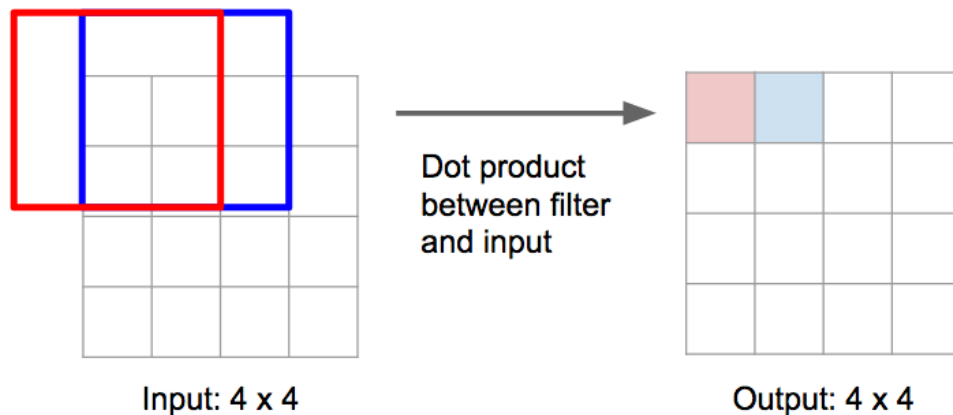 Dot product
between filter
and input
Input: 4 x 4
Output: 4 x 4